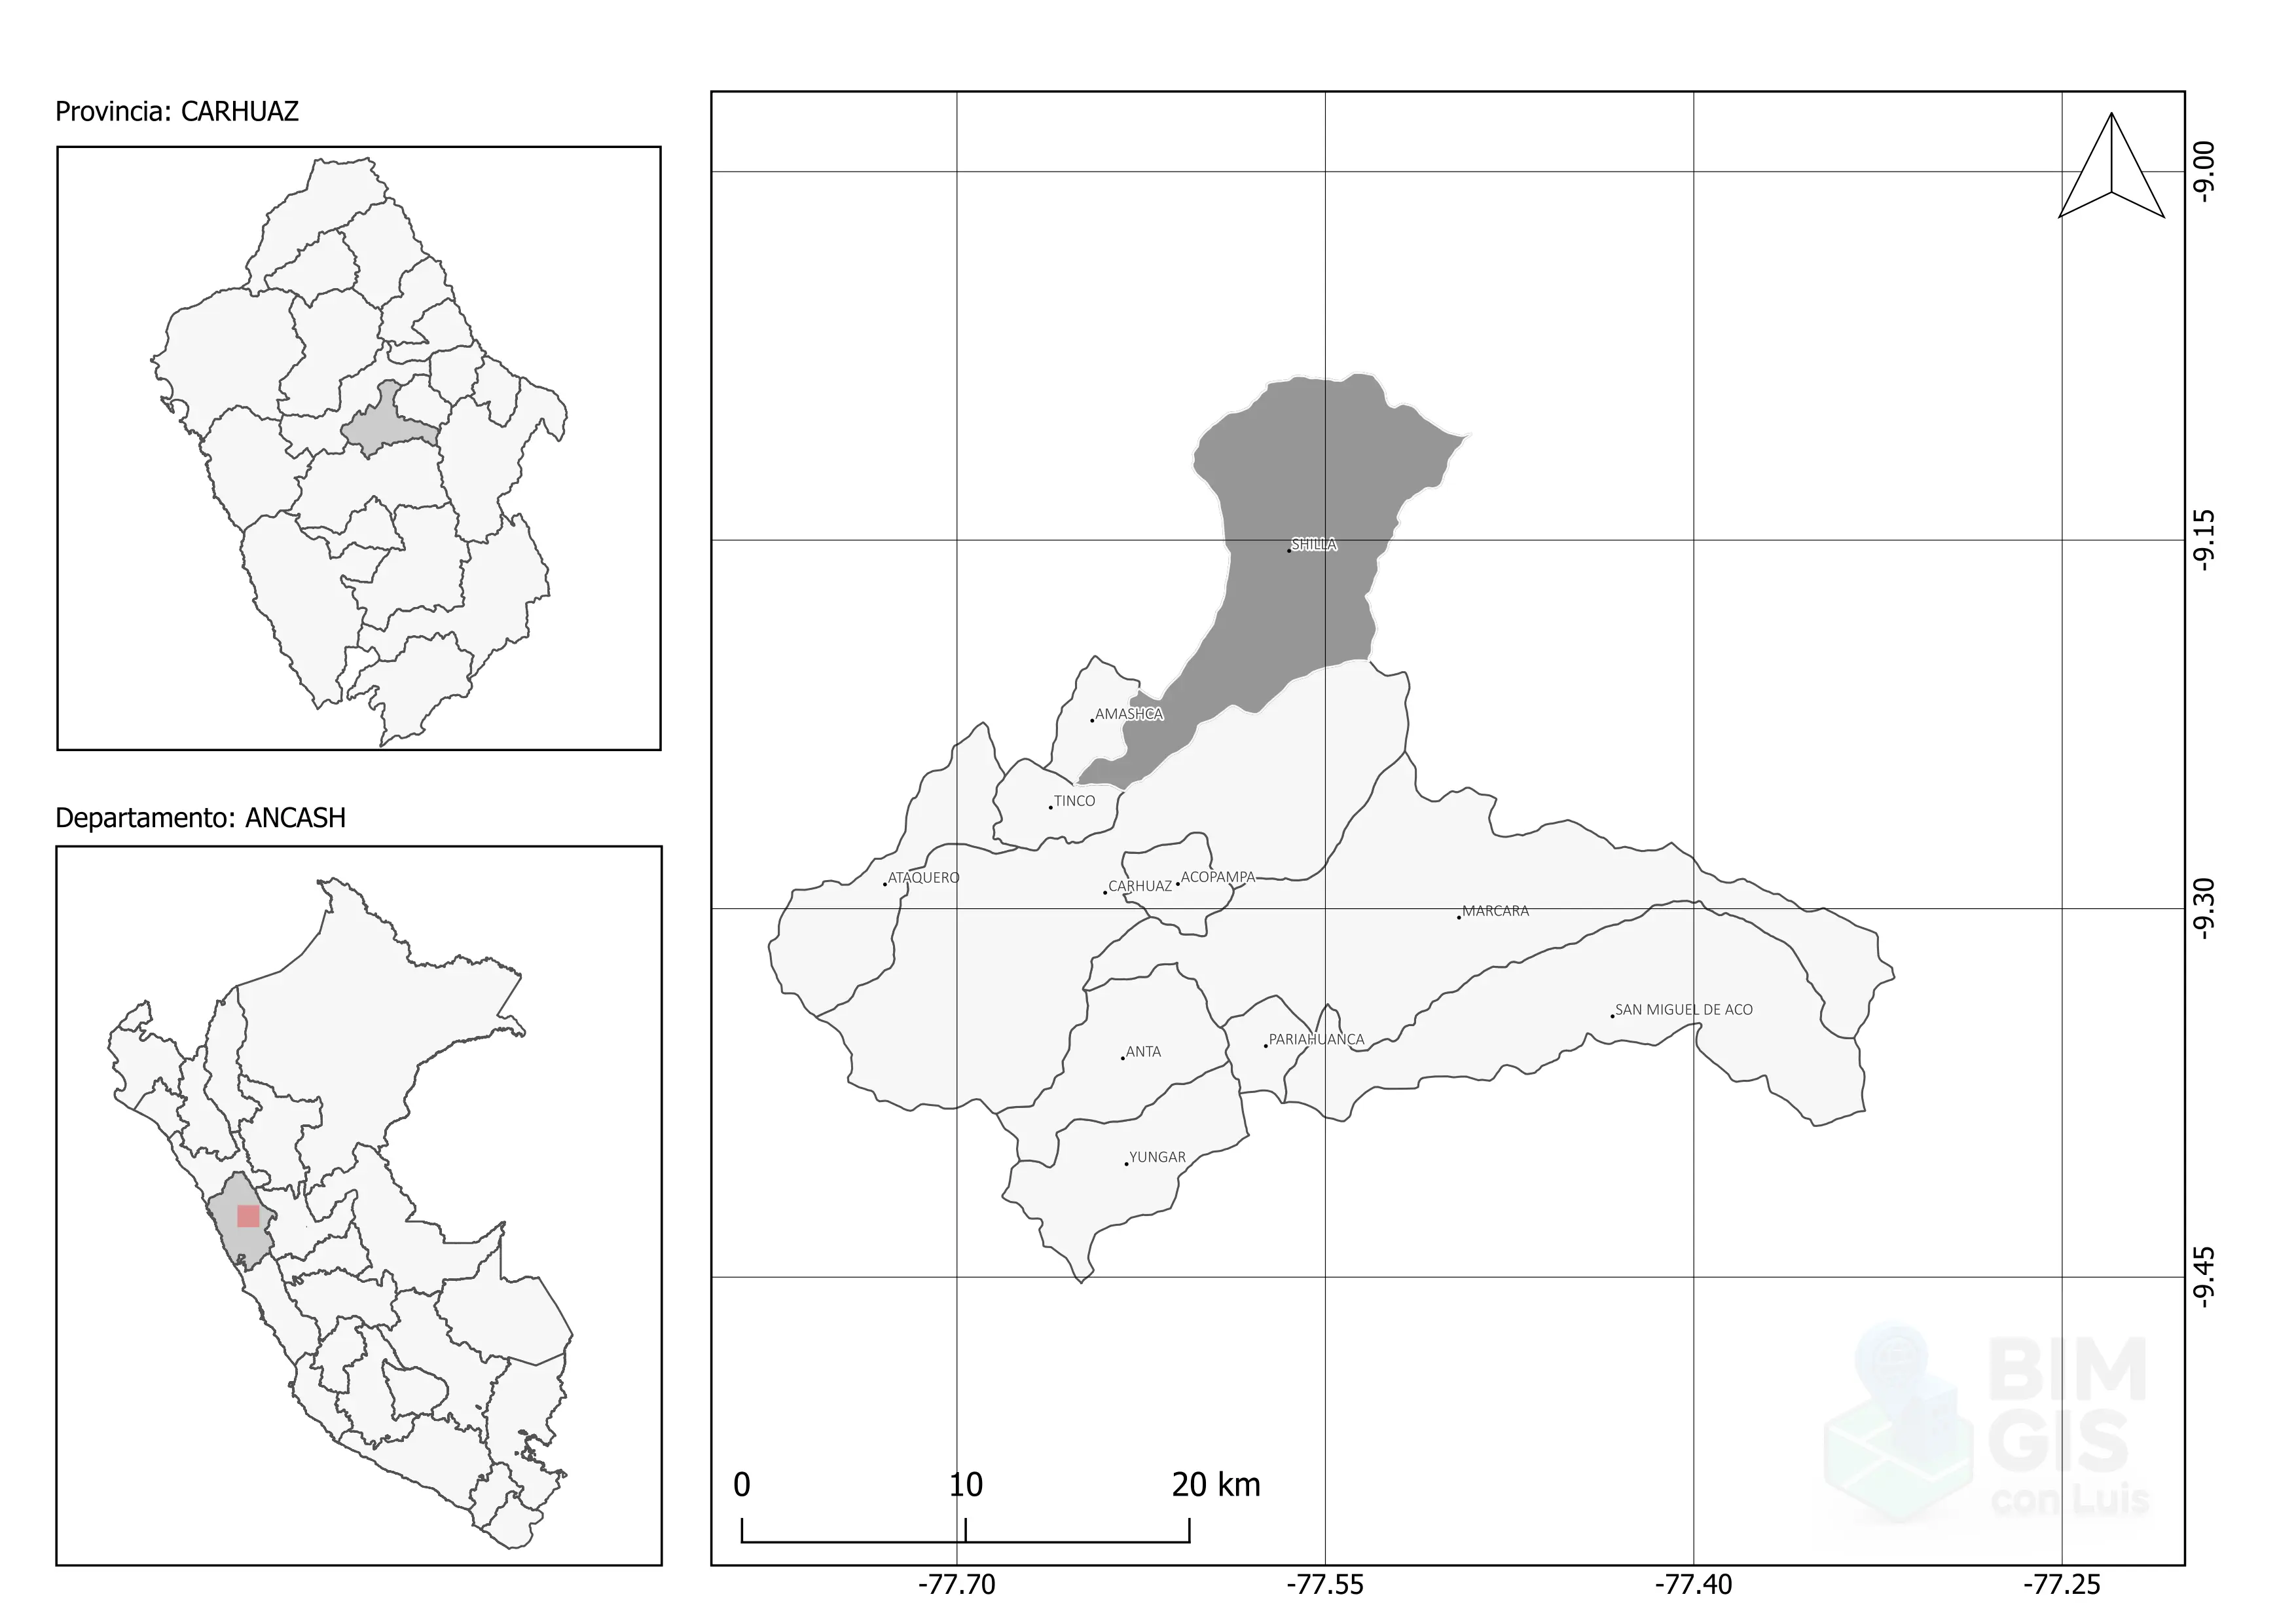 Provincia: CARHUAZ
Departamento: ANCASH
-9.00
-9.15
-9.30
-9.45
SHILLA
AMASHCA
TINCO
ATAQUERO
CARHUAZ
ACOPAMPA
MARCARA
SAN MIGUEL DE ACO
PARIAHUANCA
ANTA
YUNGAR
BIM
GIS
con Luis
0 10 20 km
-77.70 -77.55 -77.40 -77.25